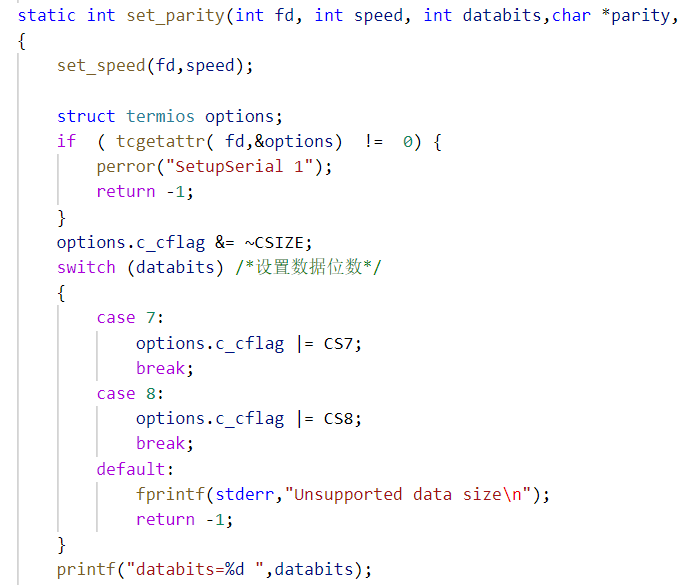 static int set_parity(int fd, int speed, int databits,char *parity,
{
    set_speed(fd,speed);

    struct termios options;
    if  ( tcgetattr( fd,&options)  !=  0) {
        perror("SetupSerial 1");
        return -1;
    }
    options.c_cflag &= ~CSIZE;
    switch (databits) /*设置数据位数*/
    {
        case 7:
            options.c_cflag |= CS7;
            break;
        case 8:
            options.c_cflag |= CS8;
            break;
        default:
            fprintf(stderr,"Unsupported data size\n");
            return -1;
    }
    printf("databits=%d ",databits);